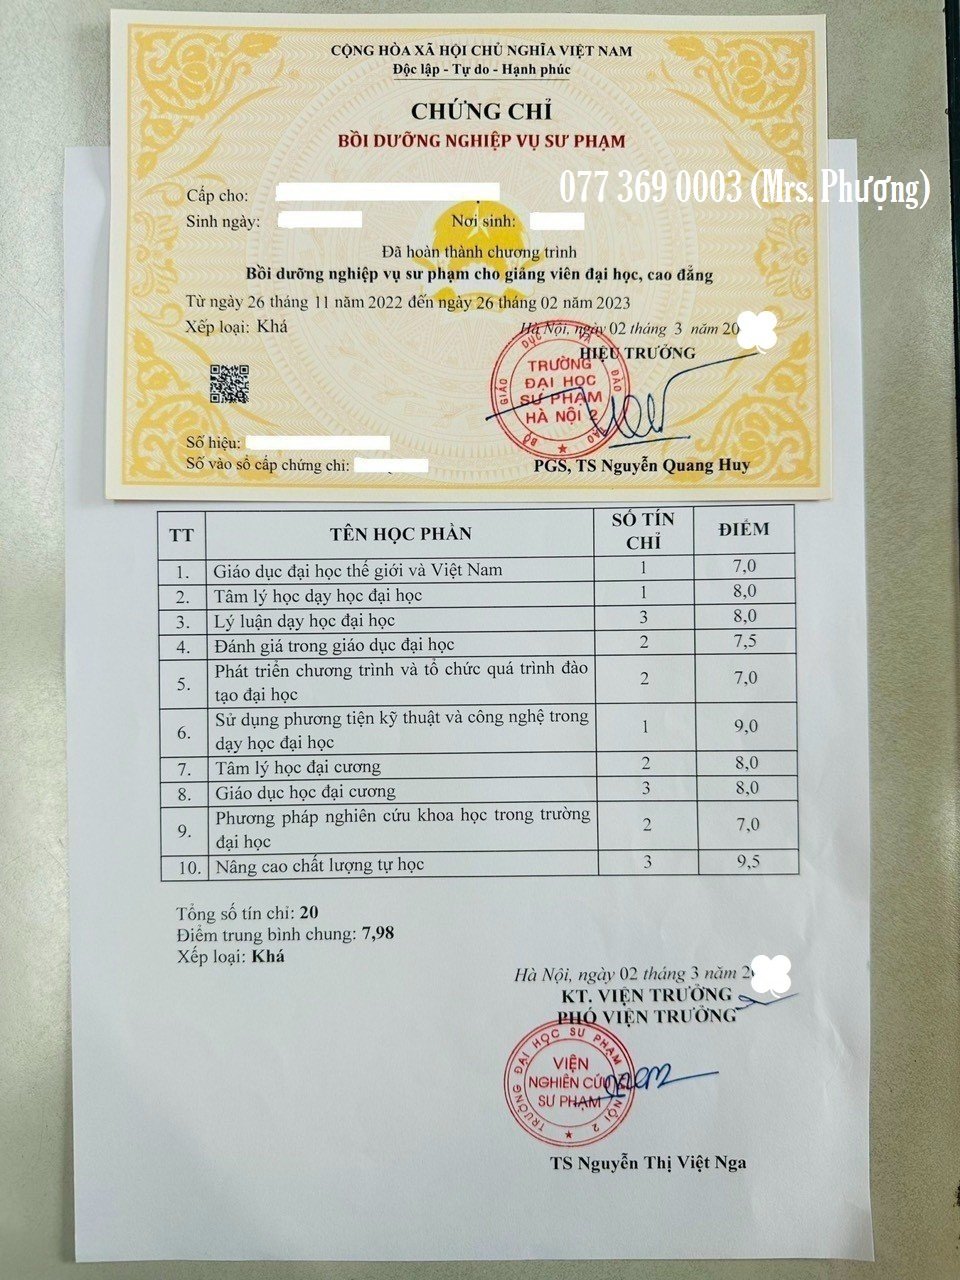 CỘNG HÒA XÃ HỘI CHỦ NGHĨA VIỆT NAM
Độc lập - Tự do - Hạnh phúc
CHỨNG CHỈ
BỒI DƯỠNG NGHIỆP VỤ SƯ PHẠM
Cấp cho:
077 369 0003 (Mrs. Phượng)
Sinh ngày: Nơi sinh:
Đã hoàn thành chương trình
Bồi dưỡng nghiệp vụ sư phạm cho giảng viên đại học, cao đẳng
Từ ngày 26 tháng 11 năm 2022 đến ngày 26 tháng 02 năm 2023
Xếp loại: Khá
Hà Nội, ngày 02 tháng 3 năm 20
HIỆU TRƯỞNG
BỘ GIÁO DỤC VÀ ĐÀO TẠO
TRƯỜNG
ĐẠI HỌC
SƯ PHẠM
HÀ NỘI 2
Số hiệu:
Số vào sổ cấp chứng chỉ:
PGS, TS Nguyễn Quang Huy
TT TÊN HỌC PHẦN SỐ TÍN CHỈ ĐIỂM
1. Giáo dục đại học thế giới và Việt Nam 1 7,0
2. Tâm lý học dạy học đại học 1 8,0
3. Lý luận dạy học đại học 3 8,0
4. Đánh giá trong giáo dục đại học 2 7,5
5. Phát triển chương trình và tổ chức quá trình đào
tạo đại học 2 7,0
6. Sử dụng phương tiện kỹ thuật và công nghệ trong
dạy học đại học 1 9,0
7. Tâm lý học đại cương 2 8,0
8. Giáo dục học đại cương 3 8,0
9. Phương pháp nghiên cứu khoa học trong trường
đại học 2 7,0
10. Nâng cao chất lượng tự học 3 9,5
Tổng số tín chỉ: 20
Điểm trung bình chung: 7,98
Xếp loại: Khá
Hà Nội, ngày 02 tháng 3 năm 2
KT. VIỆN TRƯỞNG
PHÓ VIỆN TRƯỞNG
TRƯỜNG ĐẠI HỌC SƯ PHẠM HÀ NỘI 2
VIỆN
NGHIÊN CỨU
SƯ PHẠM
TS Nguyễn Thị Việt Nga